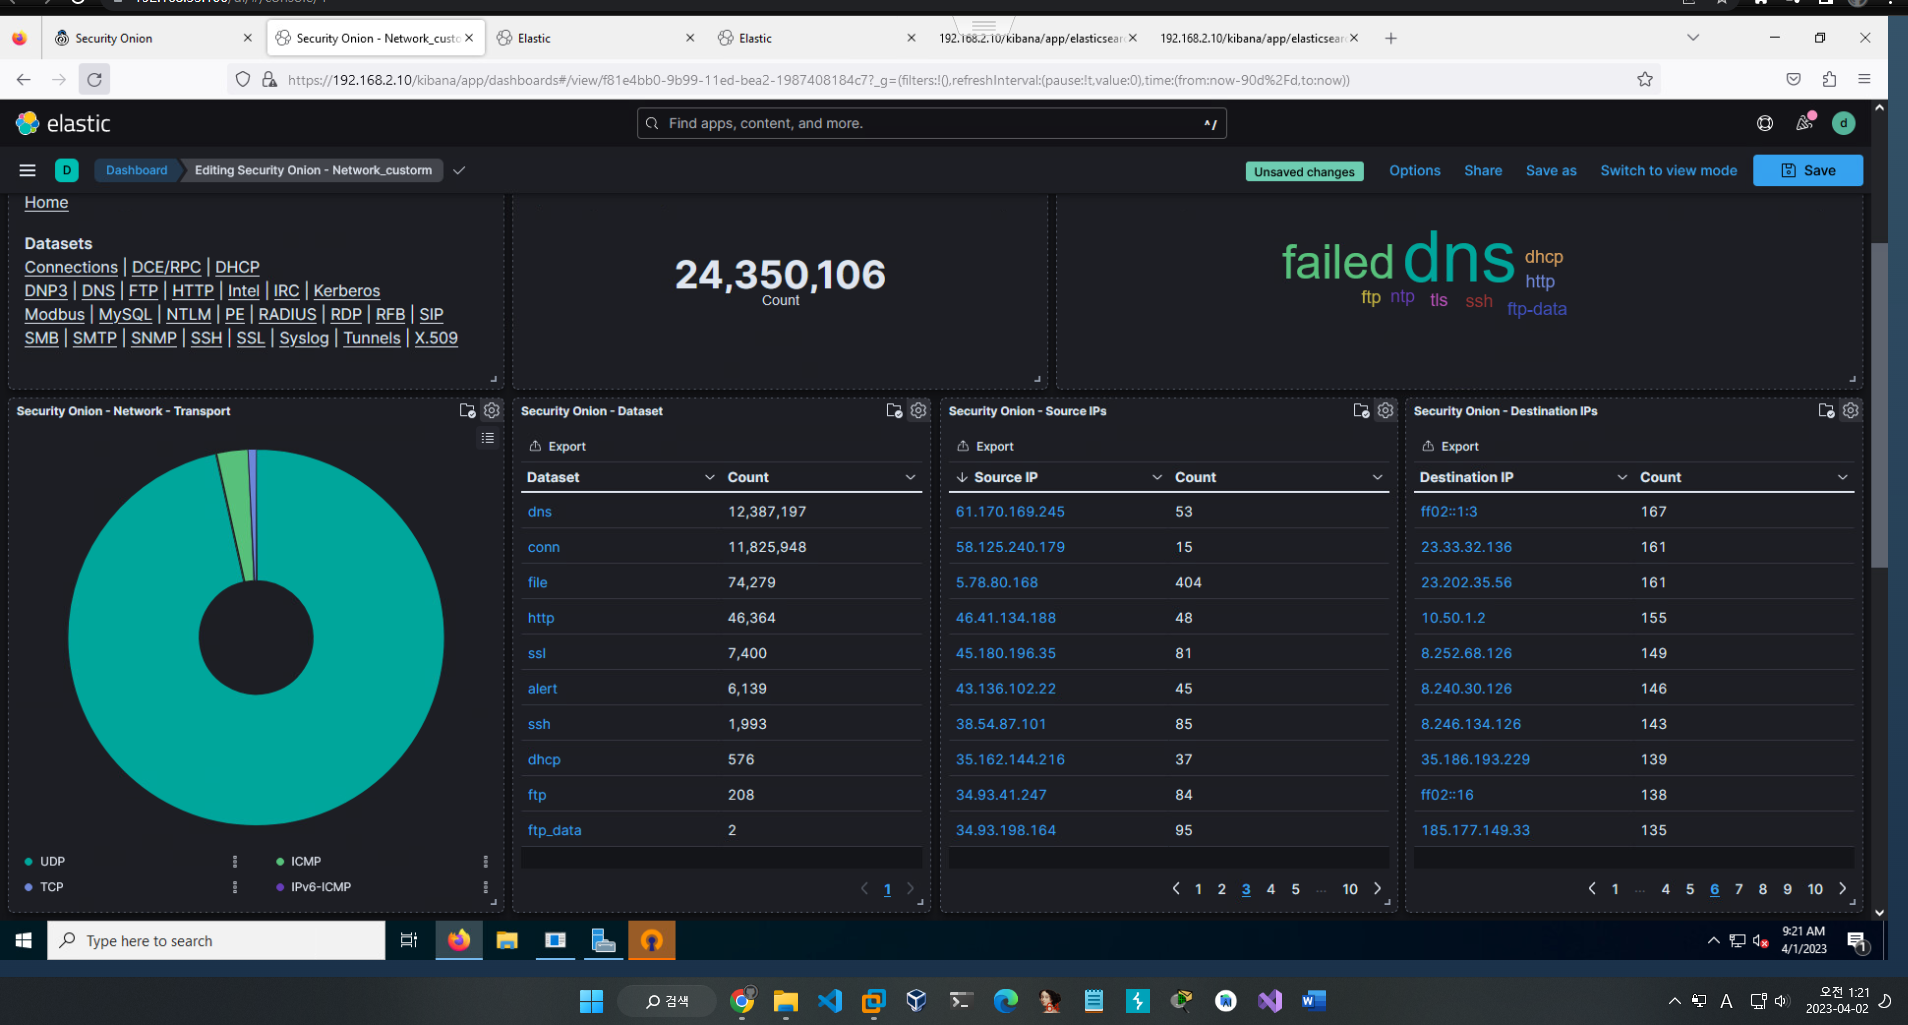 Security Onion
Security Onion - Network_custo
Elastic
Elastic
192.168.2.10/kibana/app/elasticsear
192.168.2.10/kibana/app/elasticsear
https://192.168.2.10/kibana/app/dashboards#/view/f81e4bb0-9b99-11ed-bea2-1987408184c7?_g=(filters:!(),refreshInterval:(pause:!t,value:0),time:(from:now-90d%2Fd,to:now))
elastic
Find apps, content, and more.
^/
d
D
Dashboard
Editing Security Onion - Network_custorm
Unsaved changes
Options
Share
Save as
Switch to view mode
Save
Home
Datasets
Connections | DCE/RPC | DHCP
DNP3 | DNS | FTP | HTTP | Intel | IRC | Kerberos
Modbus | MySQL | NTLM | PE | RADIUS | RDP | RFB | SIP
SMB | SMTP | SNMP | SSH | SSL | Syslog | Tunnels | X.509
24,350,106
Count
failed dns dhcp
http
ftp ntp tls ssh ftp-data
Security Onion - Network - Transport
UDP
ICMP
TCP
IPv6-ICMP
Security Onion - Dataset
Export
Dataset Count
dns 12,387,197
conn 11,825,948
file 74,279
http 46,364
ssl 7,400
alert 6,139
ssh 1,993
dhcp 576
ftp 208
ftp_data 2
1
Security Onion - Source IPs
Export
Source IP Count
61.170.169.245 53
58.125.240.179 15
5.78.80.168 404
46.41.134.188 48
45.180.196.35 81
43.136.102.22 45
38.54.87.101 85
35.162.144.216 37
34.93.41.247 84
34.93.198.164 95
1 2 3 4 5 ... 10
Security Onion - Destination IPs
Export
Destination IP Count
ff02::1:3 167
23.33.32.136 161
23.202.35.56 161
10.50.1.2 155
8.252.68.126 149
8.240.30.126 146
8.246.134.126 143
35.186.193.229 139
ff02::16 138
185.177.149.33 135
1 ... 4 5 6 7 8 9 10
Type here to search
9:21 AM
4/1/2023
1
검색
A
오전 1:21
2023-04-02